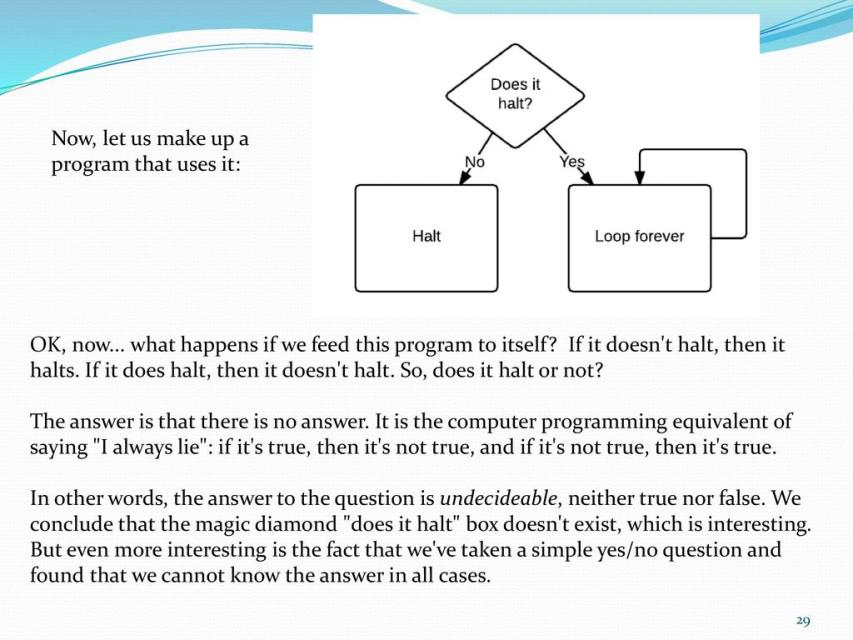 Does it
halt?
Now, let us make up a
program that uses it:
No
Yes
Halt
Loop forever
OK, now... what happens if we feed this program to itself?  If it doesn't halt, then it
halts. If it does halt, then it doesn't halt. So, does it halt or not?
The answer is that there is no answer. It is the computer programming equivalent of
saying "I always lie": if it's true, then it's not true, and if it's not true, then it's true.
In other words, the answer to the question is undecideable, neither true nor false. We
conclude that the magic diamond "does it halt" box doesn't exist, which is interesting.
But even more interesting is the fact that we've taken a simple yes/no question and
found that we cannot know the answer in all cases.
29